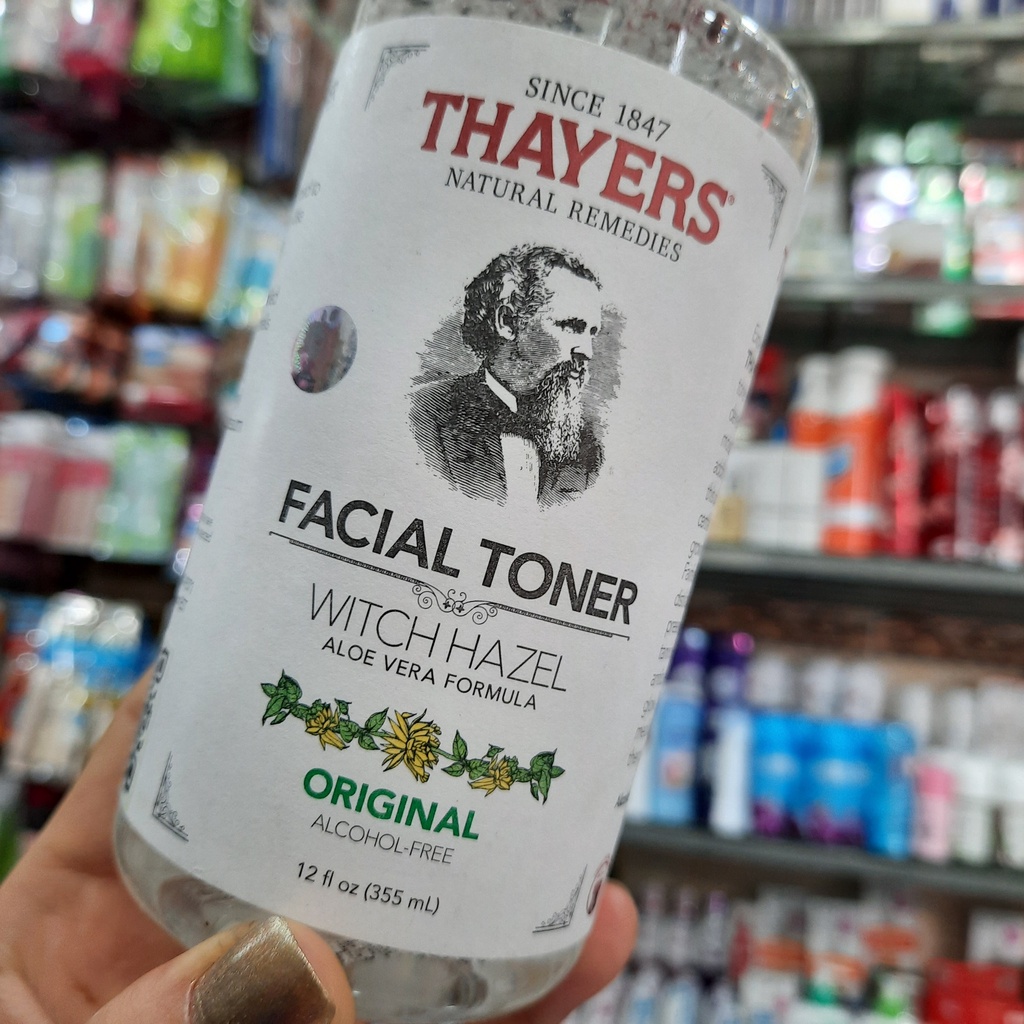 SINCE 1847
THAYERS®
NATURAL REMEDIES
FACIAL TONER
WITCH HAZEL
ALOE VERA FORMULA
ORIGINAL
ALCOHOL-FREE
12 fl oz (355 mL)